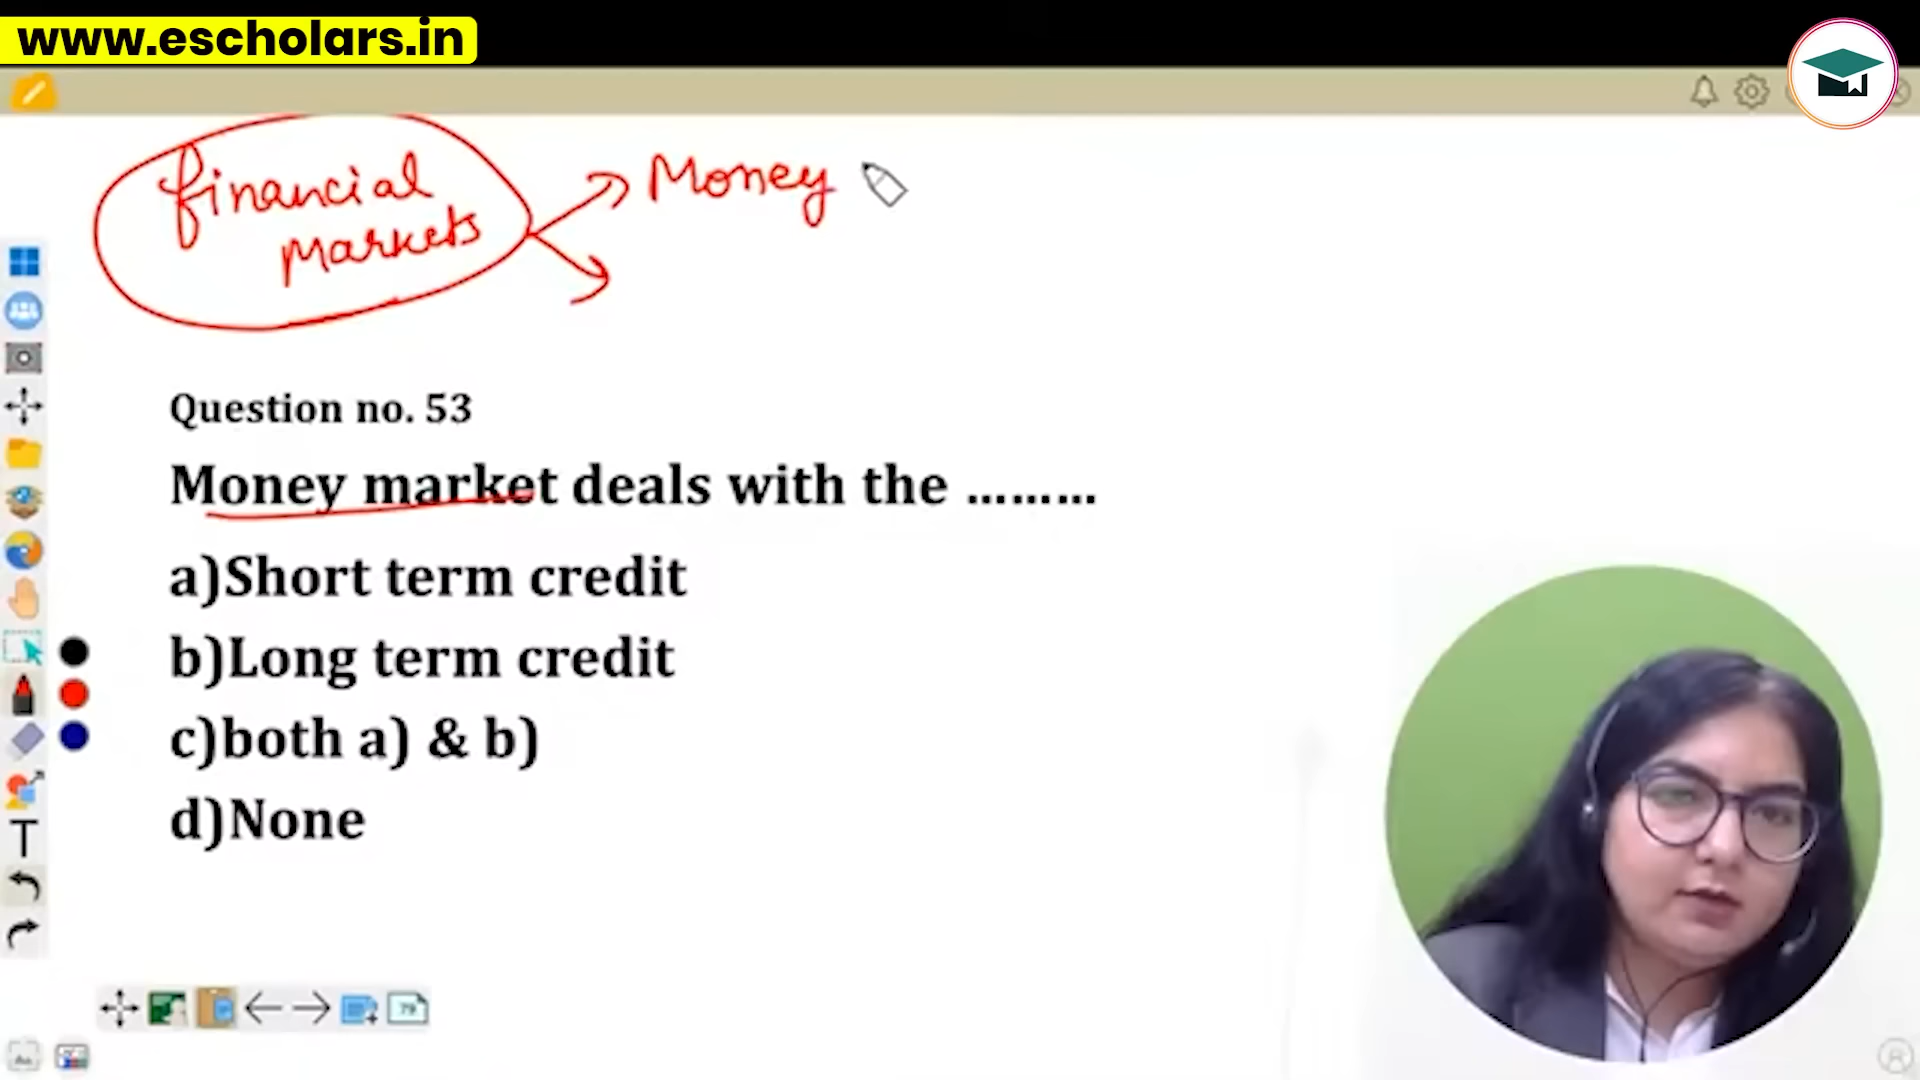 www.escholars.in
financial
Markets
Money
Question no. 53
Money market deals with the .........
a)Short term credit
b)Long term credit
c)both a) & b)
d)None
T
79